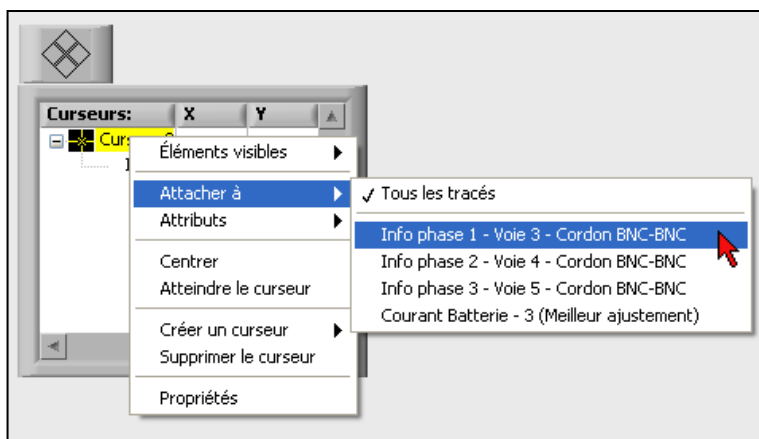 Curseurs: X Y
Éléments visibles
Attacher à
Attributs
Centrer
Atteindre le curseur
Créer un curseur
Supprimer le curseur
Propriétés
✓ Tous les tracés
Info phase 1 - Voie 3 - Cordon BNC-BNC
Info phase 2 - Voie 4 - Cordon BNC-BNC
Info phase 3 - Voie 5 - Cordon BNC-BNC
Courant Batterie - 3 (Meilleur ajustement)